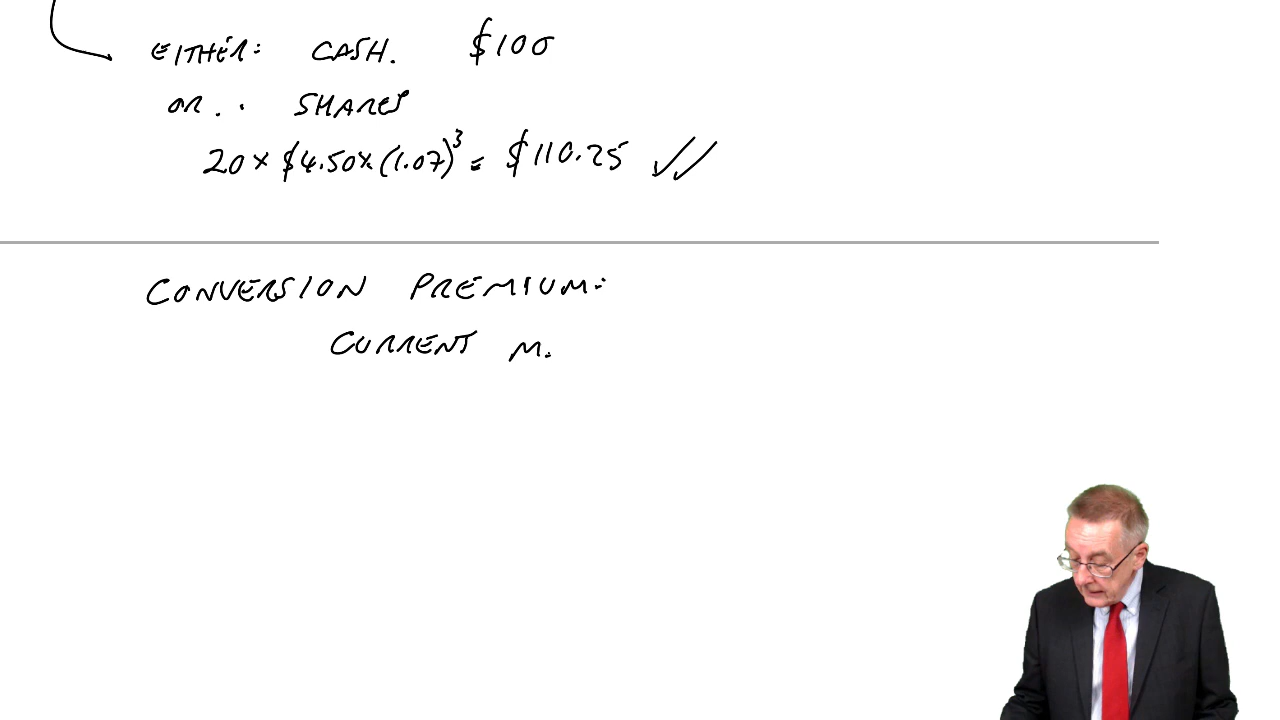 EITHER: CASH. $100
OR.. SHARES
20 × $4.50 × (1.07)³ = $110.25 ✓✓
CONVERSION PREMIUM:
CURRENT M.